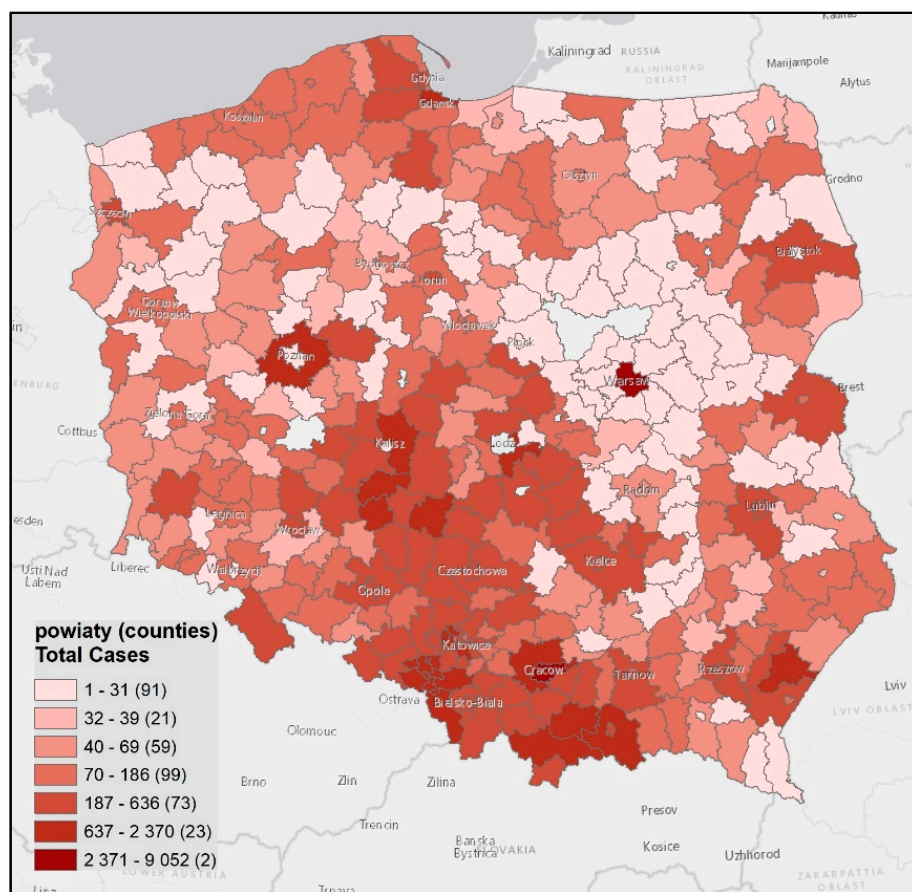 Kaliningrad
RUSSIA
KALININGRAD
OBLAST
Kaunas
Marijampole
Alytus
Gdynia
Gdansk
Koszalin
Olsztyn
Grodno
Szczecin
Bialystok
Bydgoszcz
Torun
Gorzow
Wielkopolski
Wloclawek
Plock
Poznan
Warsaw
Brest
Zielona Gora
Cottbus
Kalisz
Lodz
Radom
Lublin
Legnica
Wroclaw
Usti Nad
Labem
Liberec
Walbrzych
Kielce
Czestochowa
Opole
Katowice
Cracow
Tarnow
Rzeszow
Lviv
LVIV OBLAST
Ostrava
Bielsko-Biala
Olomouc
Brno
Zlin
Zilina
Trencin
Presov
Banska
Bystrica
SLOVAKIA
Kosice
Uzhhorod
ZAKARPATTIA
OBLAST
LOWER AUSTRIA
Trnava
powiaty (counties)
Total Cases
1 - 31 (91)
32 - 39 (21)
40 - 69 (59)
70 - 186 (99)
187 - 636 (73)
637 - 2 370 (23)
2 371 - 9 052 (2)